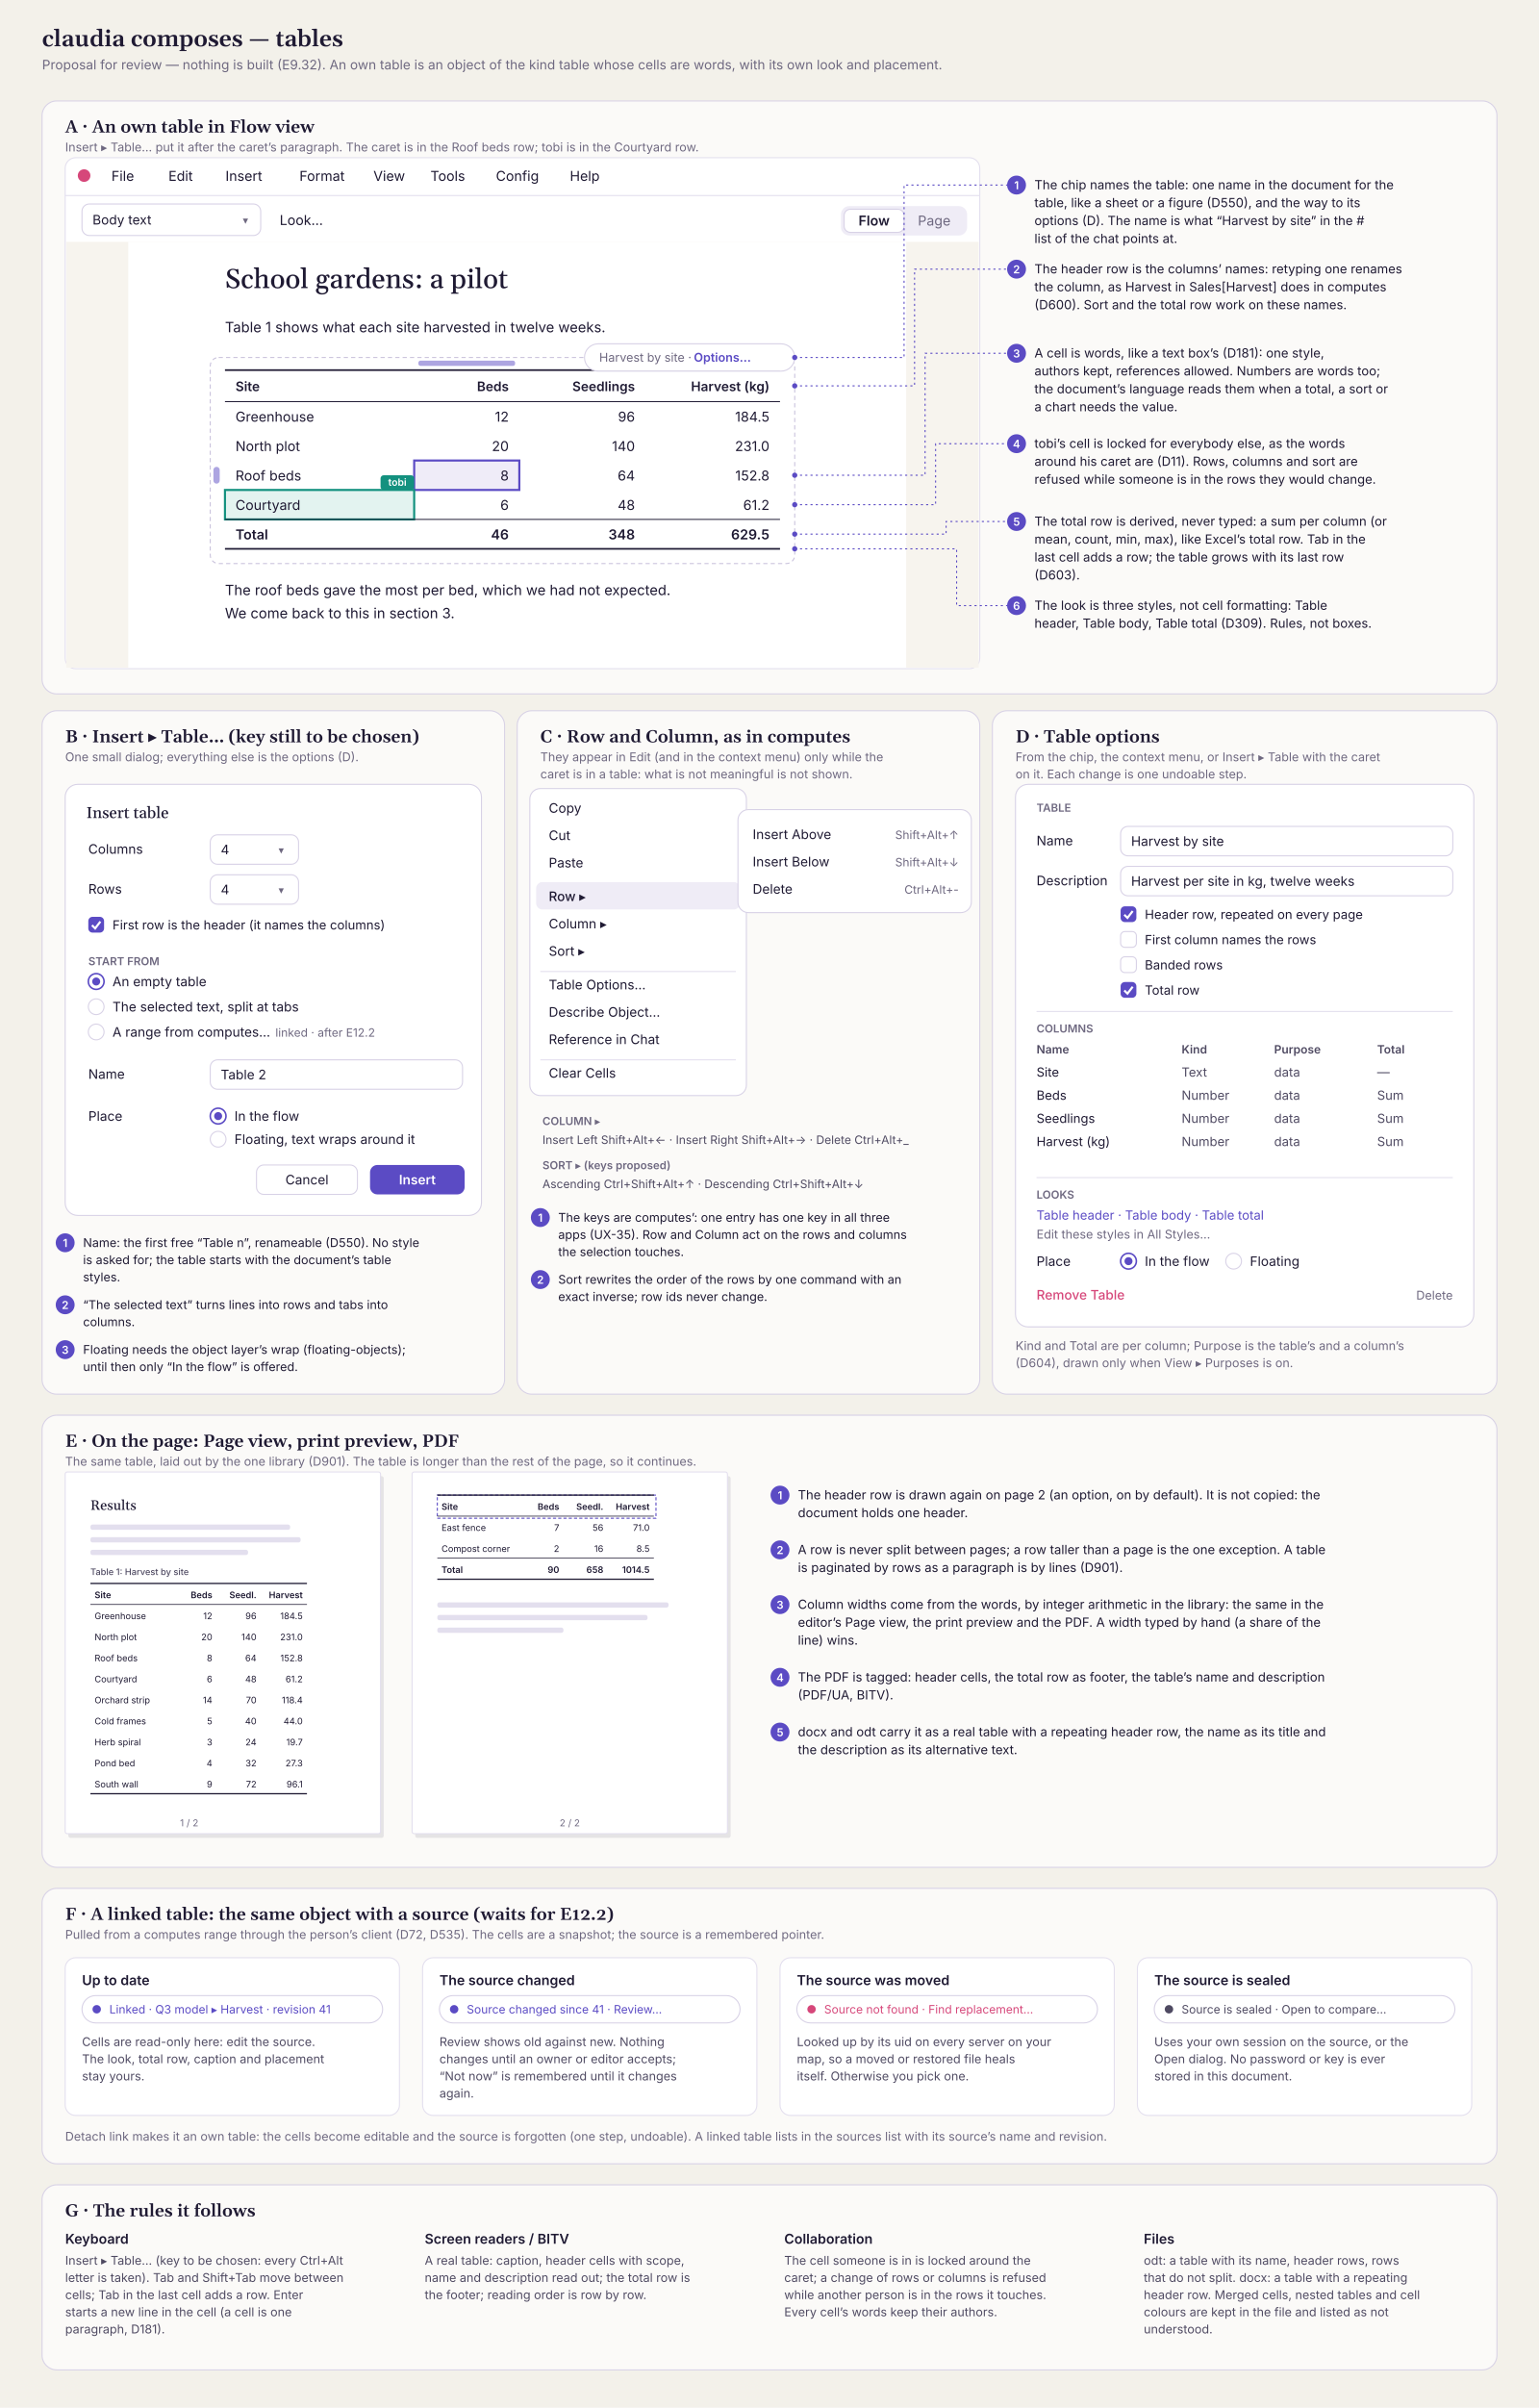 claudia composes — tables
Proposal for review — nothing is built (E9.32). An own table is an object of the kind table whose cells are words, with its own look and placement.
A · An own table in Flow view
Insert ▸ Table… put it after the caret's paragraph. The caret is in the Roof beds row; tobi is in the Courtyard row.
File Edit Insert Format View Tools Config Help
Body text ▾ Look… Flow Page
School gardens: a pilot
Table 1 shows what each site harvested in twelve weeks.
Harvest by site · Options…
Site Beds Seedlings Harvest (kg)
Greenhouse 12 96 184.5
North plot 20 140 231.0
Roof beds 8 64 152.8
tobi
Courtyard 6 48 61.2
Total 46 348 629.5
The roof beds gave the most per bed, which we had not expected.
We come back to this in section 3.
1 The chip names the table: one name in the document for the
table, like a sheet or a figure (D550), and the way to its
options (D). The name is what “Harvest by site” in the #
list of the chat points at.
2 The header row is the columns’ names: retyping one renames
the column, as Harvest in Sales[Harvest] does in computes
(D600). Sort and the total row work on these names.
3 A cell is words, like a text box’s (D181): one style,
authors kept, references allowed. Numbers are words too;
the document’s language reads them when a total, a sort or
a chart needs the value.
4 tobi’s cell is locked for everybody else, as the words
around his caret are (D11). Rows, columns and sort are
refused while someone is in the rows they would change.
5 The total row is derived, never typed: a sum per column (or
mean, count, min, max), like Excel’s total row. Tab in the
last cell adds a row; the table grows with its last row
(D603).
6 The look is three styles, not cell formatting: Table
header, Table body, Table total (D309). Rules, not boxes.
B · Insert ▸ Table… (key still to be chosen)
One small dialog; everything else is the options (D).
Insert table
Columns 4 ▾
Rows 4 ▾
First row is the header (it names the columns)
START FROM
An empty table
The selected text, split at tabs
A range from computes… linked · after E12.2
Name Table 2
Place In the flow
Floating, text wraps around it
Cancel Insert
1 Name: the first free “Table n”, renameable (D550). No style
is asked for; the table starts with the document’s table
styles.
2 “The selected text” turns lines into rows and tabs into
columns.
3 Floating needs the object layer’s wrap (floating-objects);
until then only “In the flow” is offered.
C · Row and Column, as in computes
They appear in Edit (and in the context menu) only while the
caret is in a table: what is not meaningful is not shown.
Copy
Cut
Paste
Row ▸
Column ▸
Sort ▸
Table Options…
Describe Object…
Reference in Chat
Clear Cells
Insert Above Shift+Alt+↑
Insert Below Shift+Alt+↓
Delete Ctrl+Alt+-
COLUMN ▸
Insert Left Shift+Alt+← · Insert Right Shift+Alt+→ · Delete Ctrl+Alt+_
SORT ▸ (keys proposed)
Ascending Ctrl+Shift+Alt+↑ · Descending Ctrl+Shift+Alt+↓
1 The keys are computes’: one entry has one key in all three
apps (UX-35). Row and Column act on the rows and columns
the selection touches.
2 Sort rewrites the order of the rows by one command with an
exact inverse; row ids never change.
D · Table options
From the chip, the context menu, or Insert ▸ Table with the caret
on it. Each change is one undoable step.
TABLE
Name Harvest by site
Description Harvest per site in kg, twelve weeks
Header row, repeated on every page
First column names the rows
Banded rows
Total row
COLUMNS
Name Kind Purpose Total
Site Text data —
Beds Number data Sum
Seedlings Number data Sum
Harvest (kg) Number data Sum
LOOKS
Table header · Table body · Table total
Edit these styles in All Styles…
Place In the flow Floating
Remove Table Delete
Kind and Total are per column; Purpose is the table’s and a column’s
(D604), drawn only when View ▸ Purposes is on.
E · On the page: Page view, print preview, PDF
The same table, laid out by the one library (D901). The table is longer than the rest of the page, so it continues.
Results
Table 1: Harvest by site
Site Beds Seedl. Harvest
Greenhouse 12 96 184.5
North plot 20 140 231.0
Roof beds 8 64 152.8
Courtyard 6 48 61.2
Orchard strip 14 70 118.4
Cold frames 5 40 44.0
Herb spiral 3 24 19.7
Pond bed 4 32 27.3
South wall 9 72 96.1
1 / 2
Site Beds Seedl. Harvest
East fence 7 56 71.0
Compost corner 2 16 8.5
Total 90 658 1014.5
2 / 2
1 The header row is drawn again on page 2 (an option, on by default). It is not copied: the
document holds one header.
2 A row is never split between pages; a row taller than a page is the one exception. A table
is paginated by rows as a paragraph is by lines (D901).
3 Column widths come from the words, by integer arithmetic in the library: the same in the
editor’s Page view, the print preview and the PDF. A width typed by hand (a share of the
line) wins.
4 The PDF is tagged: header cells, the total row as footer, the table’s name and description
(PDF/UA, BITV).
5 docx and odt carry it as a real table with a repeating header row, the name as its title and
the description as its alternative text.
F · A linked table: the same object with a source (waits for E12.2)
Pulled from a computes range through the person’s client (D72, D535). The cells are a snapshot; the source is a remembered pointer.
Up to date
Linked · Q3 model ▸ Harvest · revision 41
Cells are read-only here: edit the source.
The look, total row, caption and placement
stay yours.
The source changed
Source changed since 41 · Review…
Review shows old against new. Nothing
changes until an owner or editor accepts;
“Not now” is remembered until it changes
again.
The source was moved
Source not found · Find replacement…
Looked up by its uid on every server on your
map, so a moved or restored file heals
itself. Otherwise you pick one.
The source is sealed
Source is sealed · Open to compare…
Uses your own session on the source, or the
Open dialog. No password or key is ever
stored in this document.
Detach link makes it an own table: the cells become editable and the source is forgotten (one step, undoable). A linked table lists in the sources list with its source’s name and revision.
G · The rules it follows
Keyboard
Insert ▸ Table… (key to be chosen: every Ctrl+Alt
letter is taken). Tab and Shift+Tab move between
cells; Tab in the last cell adds a row. Enter
starts a new line in the cell (a cell is one
paragraph, D181).
Screen readers / BITV
A real table: caption, header cells with scope,
name and description read out; the total row is
the footer; reading order is row by row.
Collaboration
The cell someone is in is locked around the
caret; a change of rows or columns is refused
while another person is in the rows it touches.
Every cell’s words keep their authors.
Files
odt: a table with its name, header rows, rows
that do not split. docx: a table with a repeating
header row. Merged cells, nested tables and cell
colours are kept in the file and listed as not
understood.